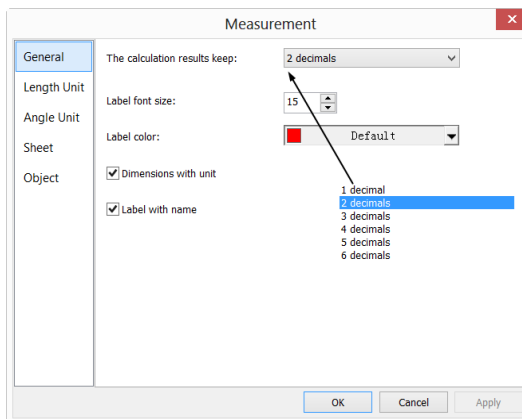 Measurement
General
Length Unit
Angle Unit
Sheet
Object
The calculation results keep:
2 decimals
Label font size:
15
Label color:
Default
Dimensions with unit
Label with name
1 decimal
2 decimals
3 decimals
4 decimals
5 decimals
6 decimals
OK
Cancel
Apply